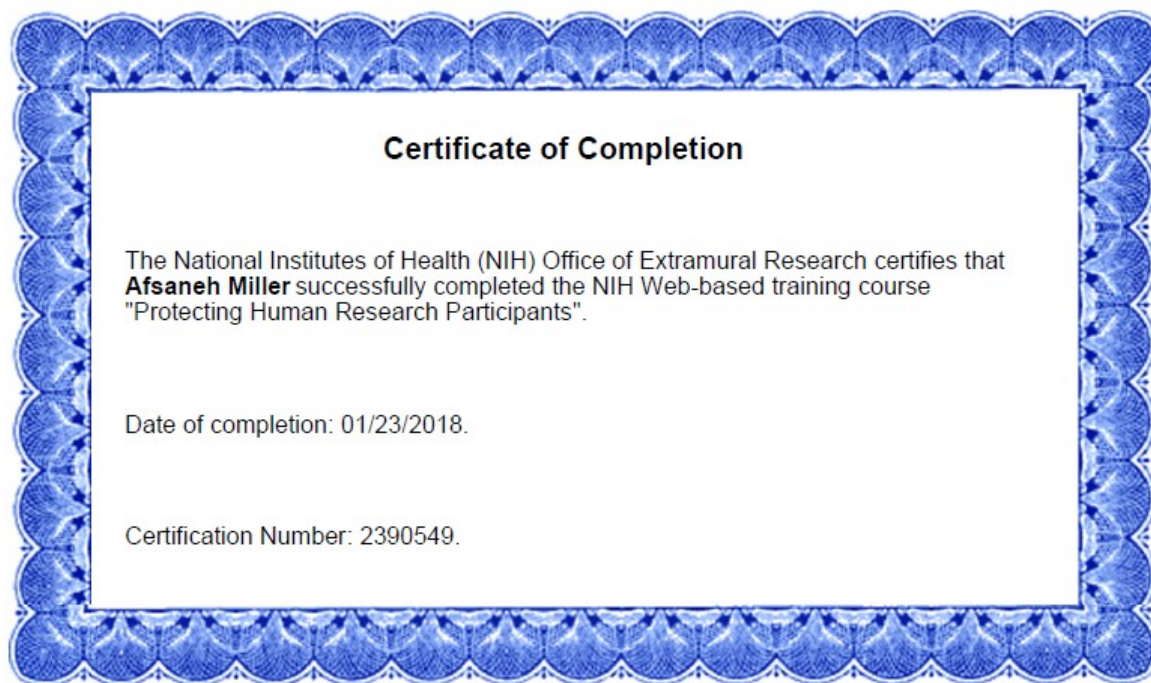 Certificate of Completion
The National Institutes of Health (NIH) Office of Extramural Research certifies that
Afsaneh Miller successfully completed the NIH Web-based training course
"Protecting Human Research Participants".
Date of completion: 01/23/2018.
Certification Number: 2390549.